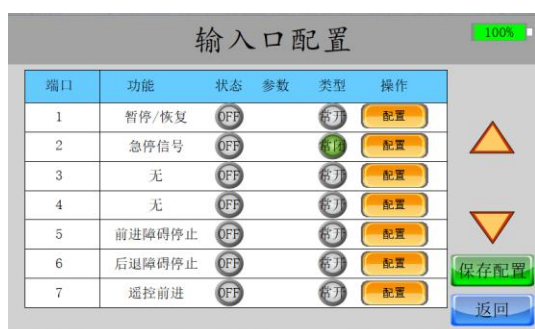 输入口配置
100%
端口 功能 状态 参数 类型 操作
1 暂停/恢复 OFF 常开 配置
2 急停信号 OFF 常闭 配置
3 无 OFF 常开 配置
4 无 OFF 常开 配置
5 前进障碍停止 OFF 常开 配置
6 后退障碍停止 OFF 常开 配置
7 遥控前进 OFF 常开 配置
保存配置
返回